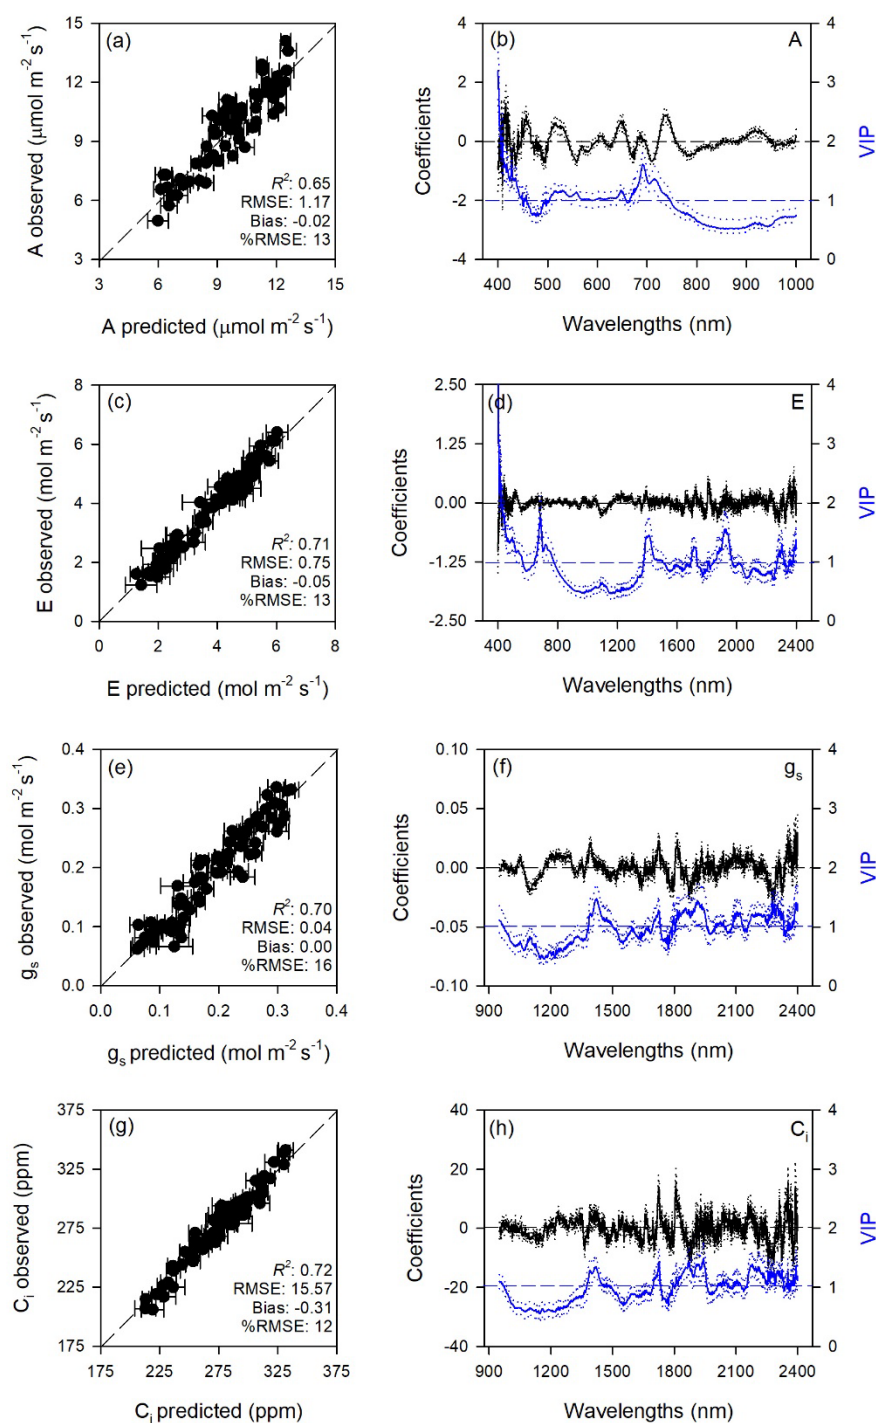 (a)
A observed (μmol m⁻² s⁻¹)
15
12
9
6
3
R²: 0.65
RMSE: 1.17
Bias: -0.02
%RMSE: 13
3 6 9 12 15
A predicted (μmol m⁻² s⁻¹)
(b) A
Coefficients
4
2
0
-2
-4
VIP
4
3
2
1
0
400 500 600 700 800 900 1000
Wavelengths (nm)
(c)
E observed (mol m⁻² s⁻¹)
8
6
4
2
0
R²: 0.71
RMSE: 0.75
Bias: -0.05
%RMSE: 13
0 2 4 6 8
E predicted (mol m⁻² s⁻¹)
(d) E
Coefficients
2.50
1.25
0.00
-1.25
-2.50
VIP
4
3
2
1
0
400 800 1200 1600 2000 2400
Wavelengths (nm)
(e)
gₛ observed (mol m⁻² s⁻¹)
0.4
0.3
0.2
0.1
0.0
R²: 0.70
RMSE: 0.04
Bias: 0.00
%RMSE: 16
0.0 0.1 0.2 0.3 0.4
gₛ predicted (mol m⁻² s⁻¹)
(f) gₛ
Coefficients
0.10
0.05
0.00
-0.05
-0.10
VIP
4
3
2
1
0
900 1200 1500 1800 2100 2400
Wavelengths (nm)
(g)
Cᵢ observed (ppm)
375
325
275
225
175
R²: 0.72
RMSE: 15.57
Bias: -0.31
%RMSE: 12
175 225 275 325 375
Cᵢ predicted (ppm)
(h) Cᵢ
Coefficients
40
20
0
-20
-40
VIP
4
3
2
1
0
900 1200 1500 1800 2100 2400
Wavelengths (nm)